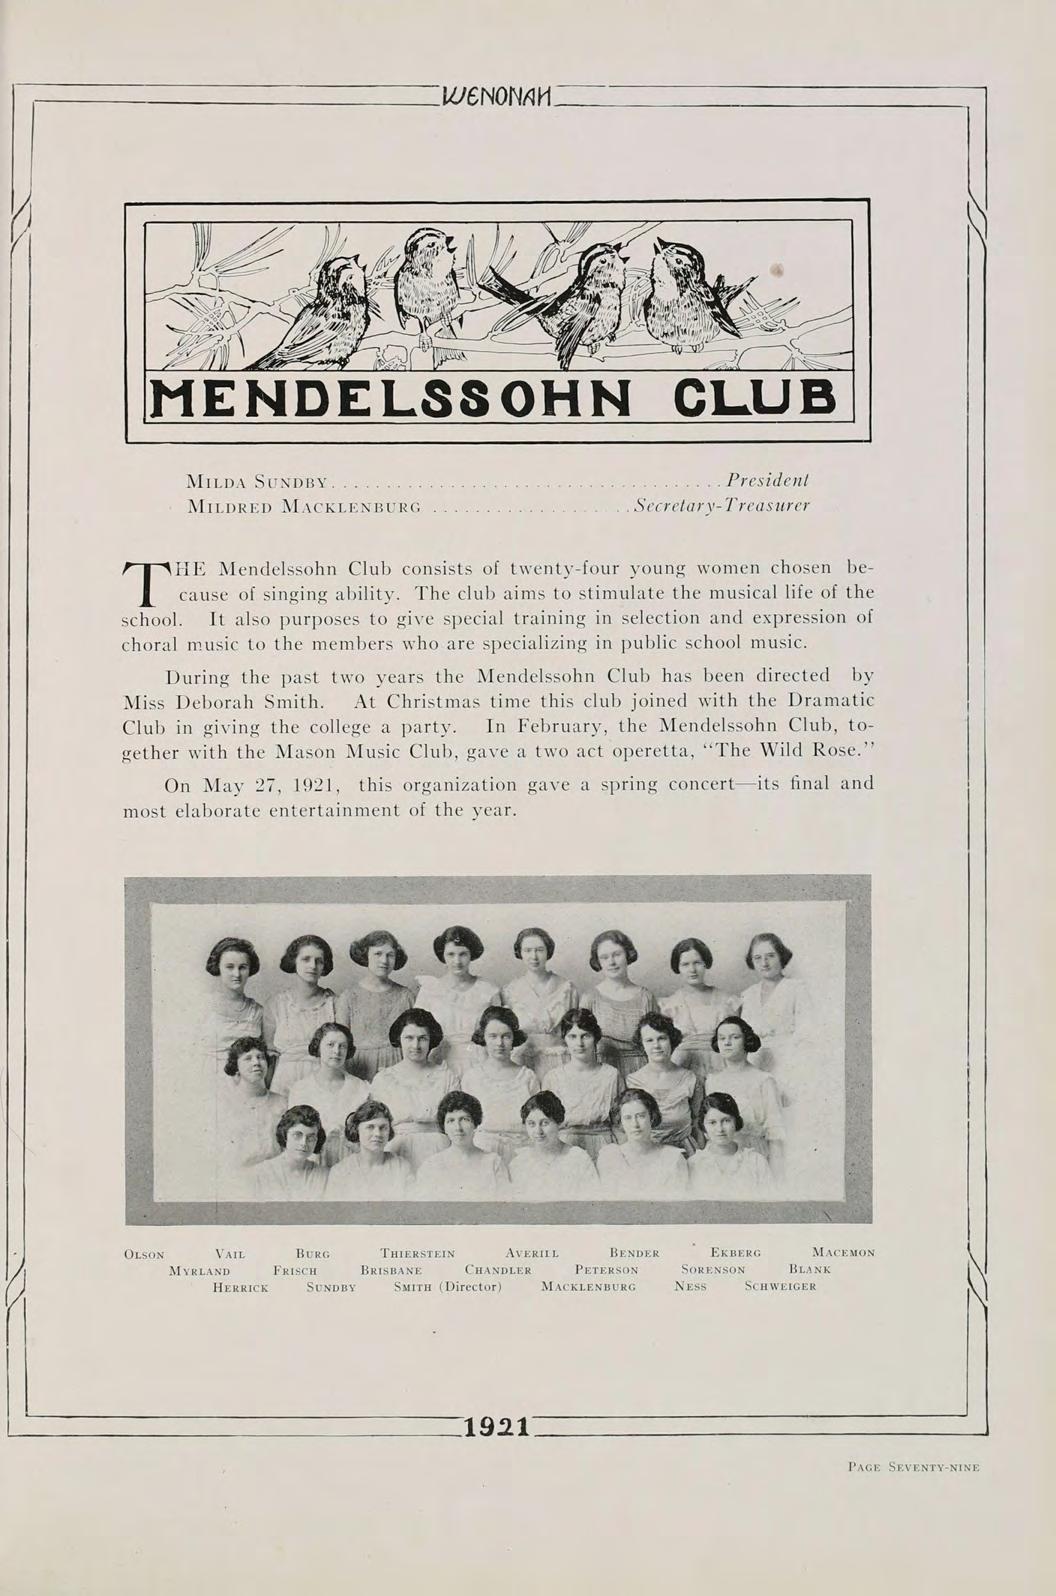 WENONAH
MENDELSSOHN CLUB
MILDA SUNDBY........................................President
MILDRED MACKLENBURG ...................Secretary-Treasurer
THE Mendelssohn Club consists of twenty-four young women chosen be-
cause of singing ability. The club aims to stimulate the musical life of the
school. It also purposes to give special training in selection and expression of
choral music to the members who are specializing in public school music.
During the past two years the Mendelssohn Club has been directed by
Miss Deborah Smith. At Christmas time this club joined with the Dramatic
Club in giving the college a party. In February, the Mendelssohn Club, to-
gether with the Mason Music Club, gave a two act operetta, “The Wild Rose.”
On May 27, 1921, this organization gave a spring concert—its final and
most elaborate entertainment of the year.
OLSON VAIL BURG THIERSTEIN AVERILL BENDER EKBERG MACEMON
MYRLAND FRISCH BRISBANE CHANDLER PETERSON SORENSON BLANK
HERRICK SUNDBY SMITH (Director) MACKLENBURG NESS SCHWEIGER
1921
PAGE SEVENTY-NINE